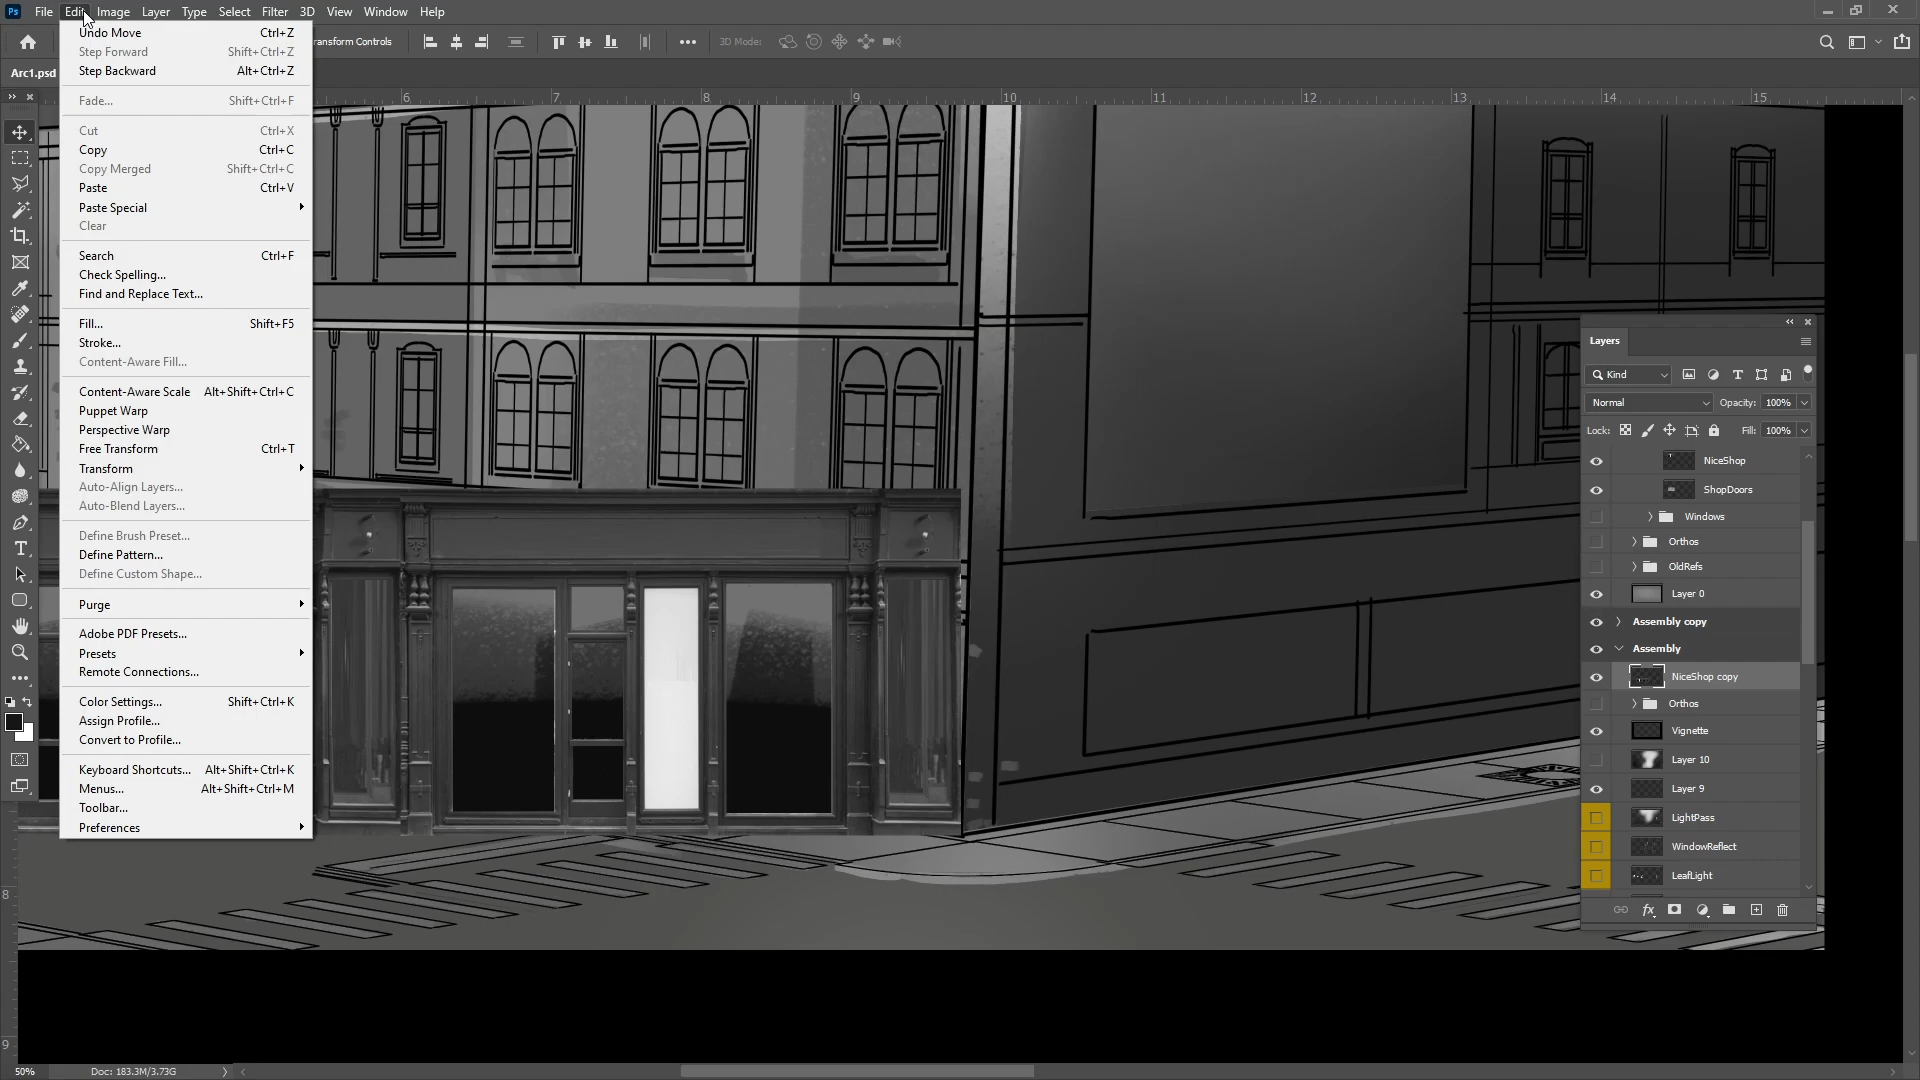 Ps File Edit Image Layer Type Select Filter 3D View Window Help
ransform Controls 3D Mode:
Arc1.psd
6 7 8 9 10 11 12 13 14 15
Undo Move Ctrl+Z
Step Forward Shift+Ctrl+Z
Step Backward Alt+Ctrl+Z
Fade... Shift+Ctrl+F
Cut Ctrl+X
Copy Ctrl+C
Copy Merged Shift+Ctrl+C
Paste Ctrl+V
Paste Special
Clear
Search Ctrl+F
Check Spelling...
Find and Replace Text...
Fill... Shift+F5
Stroke...
Content-Aware Fill...
Content-Aware Scale Alt+Shift+Ctrl+C
Puppet Warp
Perspective Warp
Free Transform Ctrl+T
Transform
Auto-Align Layers...
Auto-Blend Layers...
Define Brush Preset...
Define Pattern...
Define Custom Shape...
Purge
Adobe PDF Presets...
Presets
Remote Connections...
Color Settings... Shift+Ctrl+K
Assign Profile...
Convert to Profile...
Keyboard Shortcuts... Alt+Shift+Ctrl+K
Menus... Alt+Shift+Ctrl+M
Toolbar...
Preferences
Layers
Kind
Normal Opacity: 100%
Lock: Fill: 100%
NiceShop
ShopDoors
Windows
Orthos
OldRefs
Layer 0
Assembly copy
Assembly
NiceShop copy
Orthos
Vignette
Layer 10
Layer 9
LightPass
WindowReflect
LeafLight
8
9
50% Doc: 183.3M/3.73G